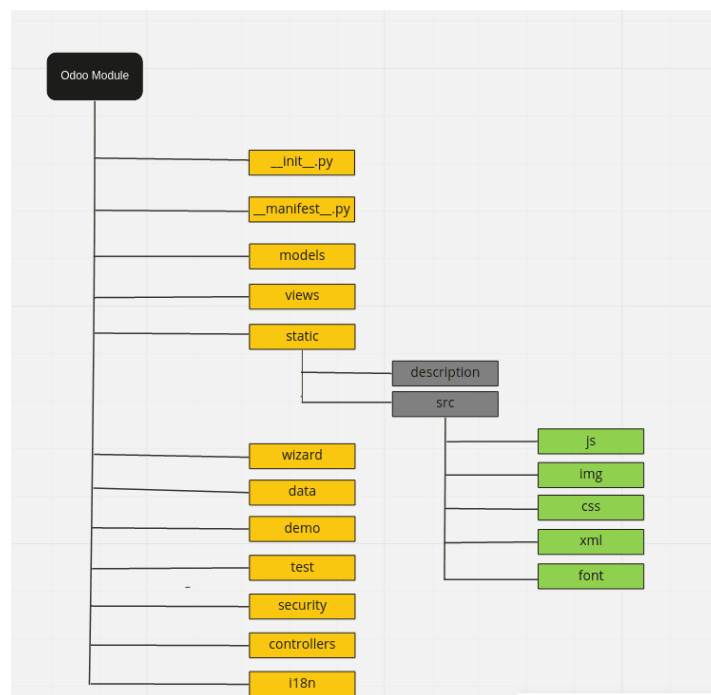 Odoo Module
__init__.py
__manifest__.py
models
views
static
description
src
js
img
css
xml
font
wizard
data
demo
test
security
controllers
i18n